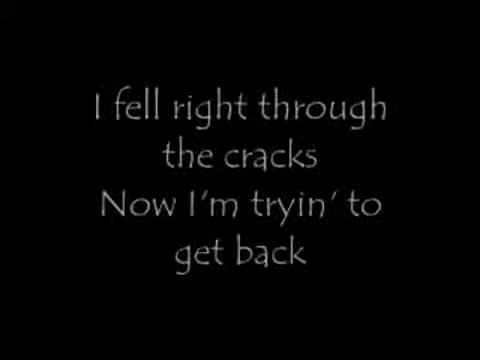 I fell right through
the cracks
Now I'm tryin' to
get back